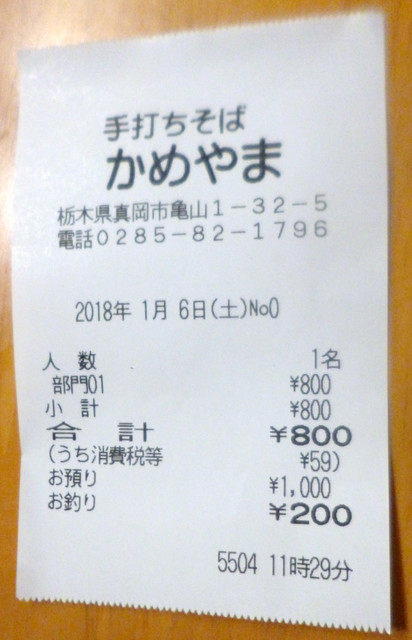 手打ちそば
かめやま
栃木県真岡市亀山1-32-5
電話0285-82-1796
2018年 1月 6日(土)No0
人 数 1名
部門01 ¥800
小 計 ¥800
合 計 ¥800
(うち消費税等 ¥59)
お預り ¥1,000
お釣り ¥200
5504 11時29分